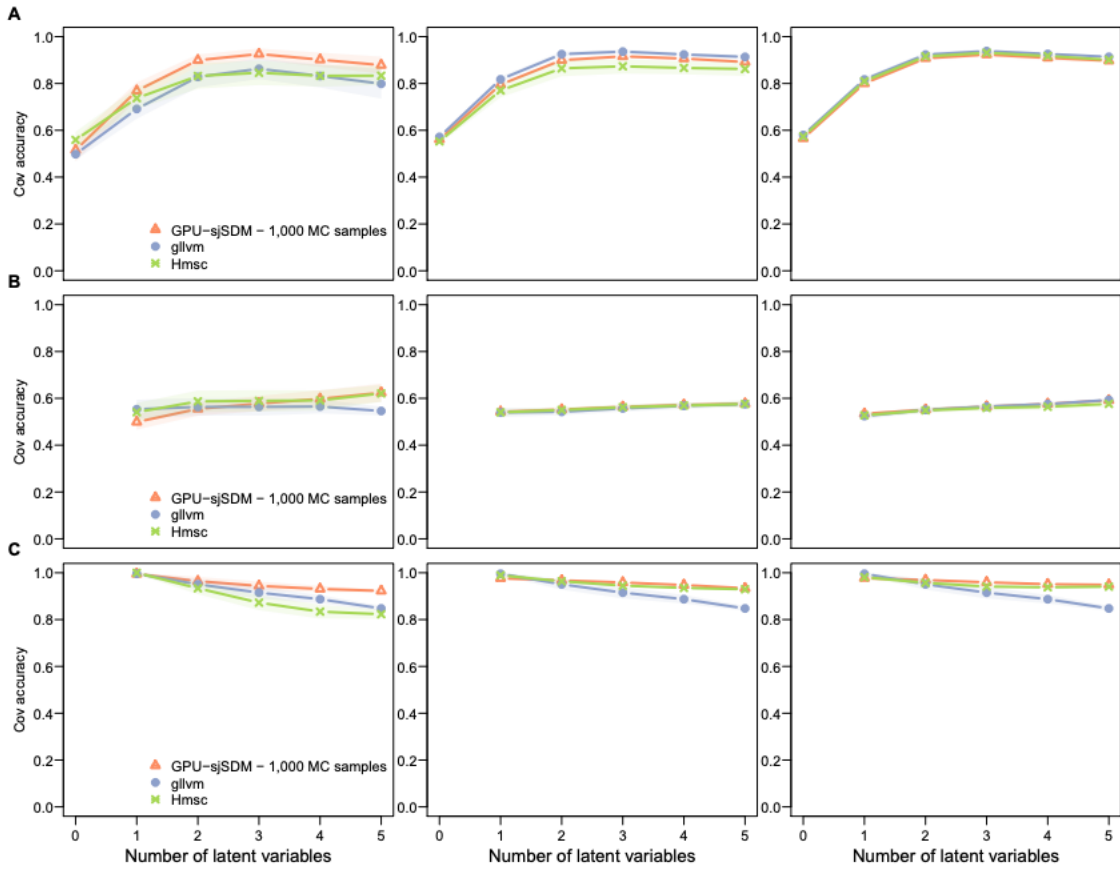 A
1.0 1.0 1.0
0.8 0.8 0.8
0.6 0.6 0.6
0.4 0.4 0.4
0.2 0.2 0.2
0.0 0.0 0.0
Cov accuracy
GPU-sjSDM − 1,000 MC samples
gllvm
Hmsc
B
1.0 1.0 1.0
0.8 0.8 0.8
0.6 0.6 0.6
0.4 0.4 0.4
0.2 0.2 0.2
0.0 0.0 0.0
Cov accuracy
GPU-sjSDM − 1,000 MC samples
gllvm
Hmsc
C
1.0 1.0 1.0
0.8 0.8 0.8
0.6 0.6 0.6
0.4 0.4 0.4
0.2 0.2 0.2
0.0 0.0 0.0
Cov accuracy
GPU-sjSDM − 1,000 MC samples
gllvm
Hmsc
0 1 2 3 4 5 0 1 2 3 4 5 0 1 2 3 4 5
Number of latent variables Number of latent variables Number of latent variables